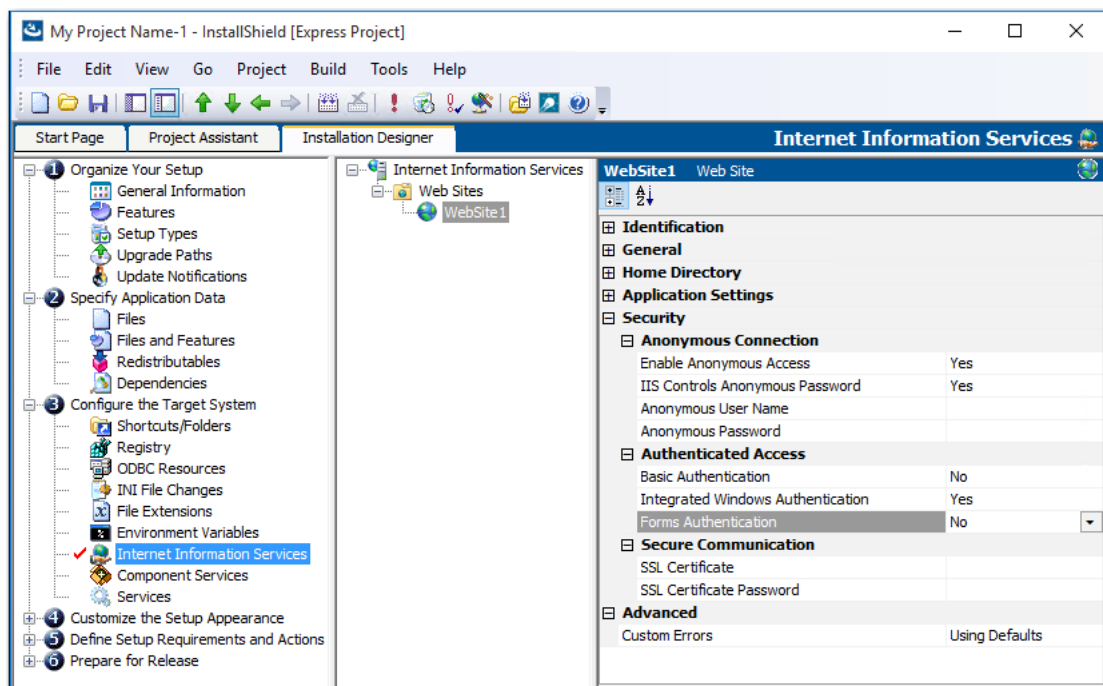 My Project Name-1 - InstallShield [Express Project]
File Edit View Go Project Build Tools Help
Start Page Project Assistant Installation Designer Internet Information Services
1 Organize Your Setup
General Information
Features
Setup Types
Upgrade Paths
Update Notifications
2 Specify Application Data
Files
Files and Features
Redistributables
Dependencies
3 Configure the Target System
Shortcuts/Folders
Registry
ODBC Resources
INI File Changes
File Extensions
Environment Variables
Internet Information Services
Component Services
Services
4 Customize the Setup Appearance
5 Define Setup Requirements and Actions
6 Prepare for Release
Internet Information Services
Web Sites
WebSite1
WebSite1 Web Site
Identification
General
Home Directory
Application Settings
Security
Anonymous Connection
Enable Anonymous Access Yes
IIS Controls Anonymous Password Yes
Anonymous User Name
Anonymous Password
Authenticated Access
Basic Authentication No
Integrated Windows Authentication Yes
Forms Authentication No
Secure Communication
SSL Certificate
SSL Certificate Password
Advanced
Custom Errors Using Defaults